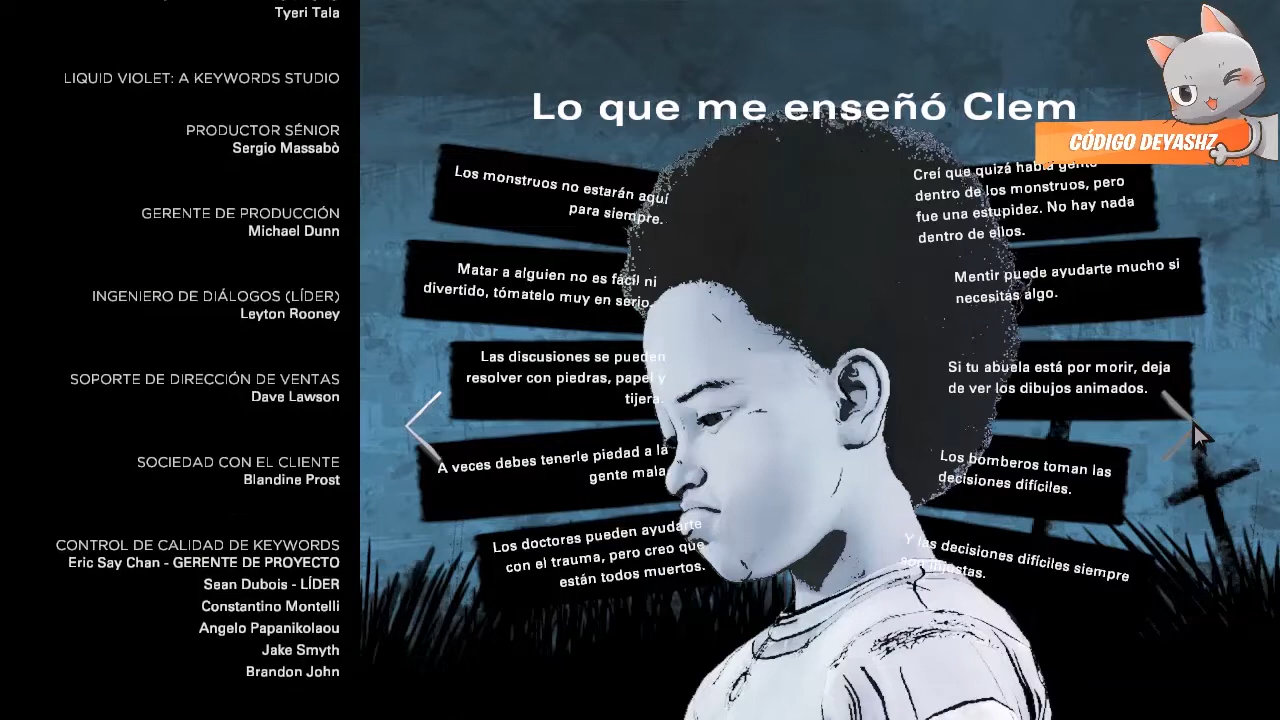 Tyeri Tala
LIQUID VIOLET: A KEYWORDS STUDIO
PRODUCTOR SÉNIOR
Sergio Massabò
GERENTE DE PRODUCCIÓN
Michael Dunn
INGENIERO DE DIÁLOGOS (LÍDER)
Leyton Rooney
SOPORTE DE DIRECCIÓN DE VENTAS
Dave Lawson
SOCIEDAD CON EL CLIENTE
Blandine Prost
CONTROL DE CALIDAD DE KEYWORDS
Eric Say Chan - GERENTE DE PROYECTO
Sean Dubois - LÍDER
Constantino Montelli
Angelo Papanikolaou
Jake Smyth
Brandon John
Lo que me enseñó Clem
CÓDIGO DEYASHZ
Los monstruos no estarán aquí
para siempre.
Matar a alguien no es fácil ni
divertido, tómatelo muy en serio.
Las discusiones se pueden
resolver con piedras, papel y
tijera.
A veces debes tenerle piedad a la
gente mala.
Los doctores pueden ayudarte
con el trauma, pero creo que
están todos muertos.
Creí que quizá había gente
dentro de los monstruos, pero
fue una estupidez. No hay nada
dentro de ellos.
Mentir puede ayudarte mucho si
necesitas algo.
Si tu abuela está por morir, deja
de ver los dibujos animados.
Los bomberos toman las
decisiones difíciles.
Y las decisiones difíciles siempre
son injustas.